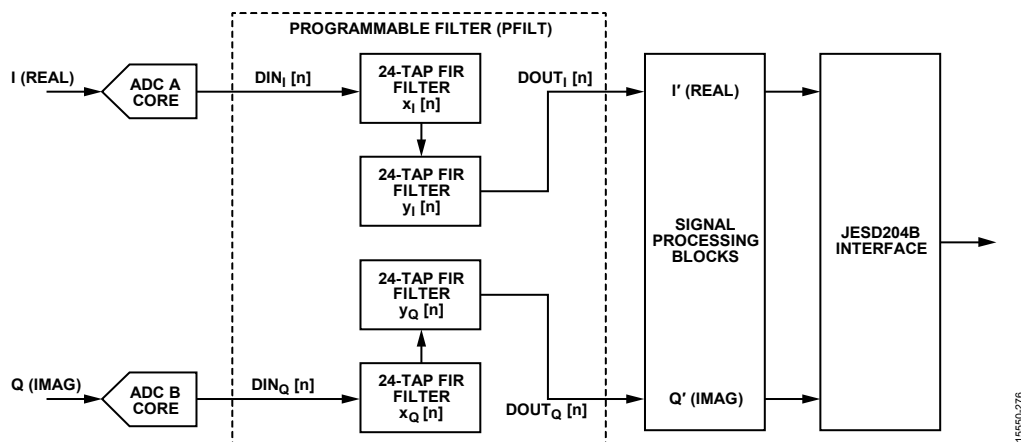 PROGRAMMABLE FILTER (PFILT)
I (REAL)
ADC A
CORE
DINI [n]
24-TAP FIR
FILTER
xI [n]
DOUTI [n]
I′ (REAL)
24-TAP FIR
FILTER
yI [n]
SIGNAL
PROCESSING
BLOCKS
JESD204B
INTERFACE
24-TAP FIR
FILTER
yQ [n]
Q (IMAG)
ADC B
CORE
DINQ [n]
24-TAP FIR
FILTER
xQ [n]
DOUTQ [n]
Q′ (IMAG)
15550-276